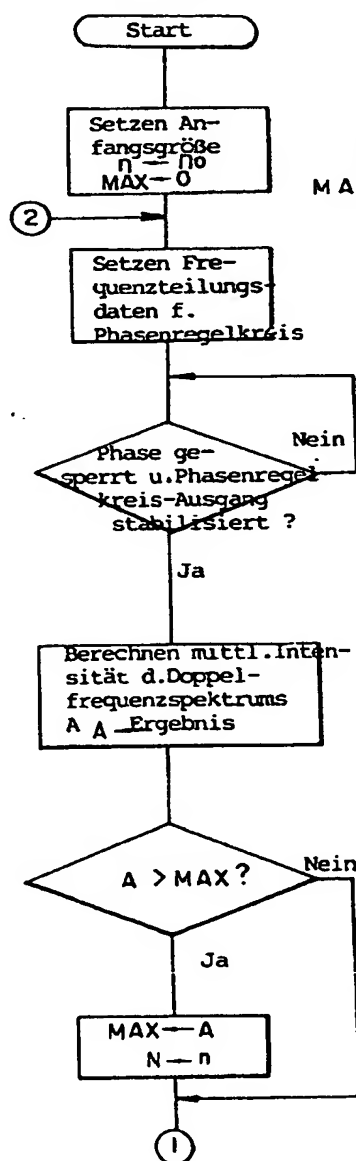 Start
Setzen An-
fangsgröße
n ← no
MAX ← 0
MA
2
Setzen Fre-
quenzteilungs-
daten f.
Phasenregelkreis
Nein
Phase ge-
sperrt u.Phasenregel
kreis-Ausgang
stabilisiert ?
Ja
Berechnen mittl.Inten-
sität d.Doppel-
frequenzspektrums
A A ← Ergebnis
Nein
A > MAX?
Ja
MAX ← A
N ← n
1